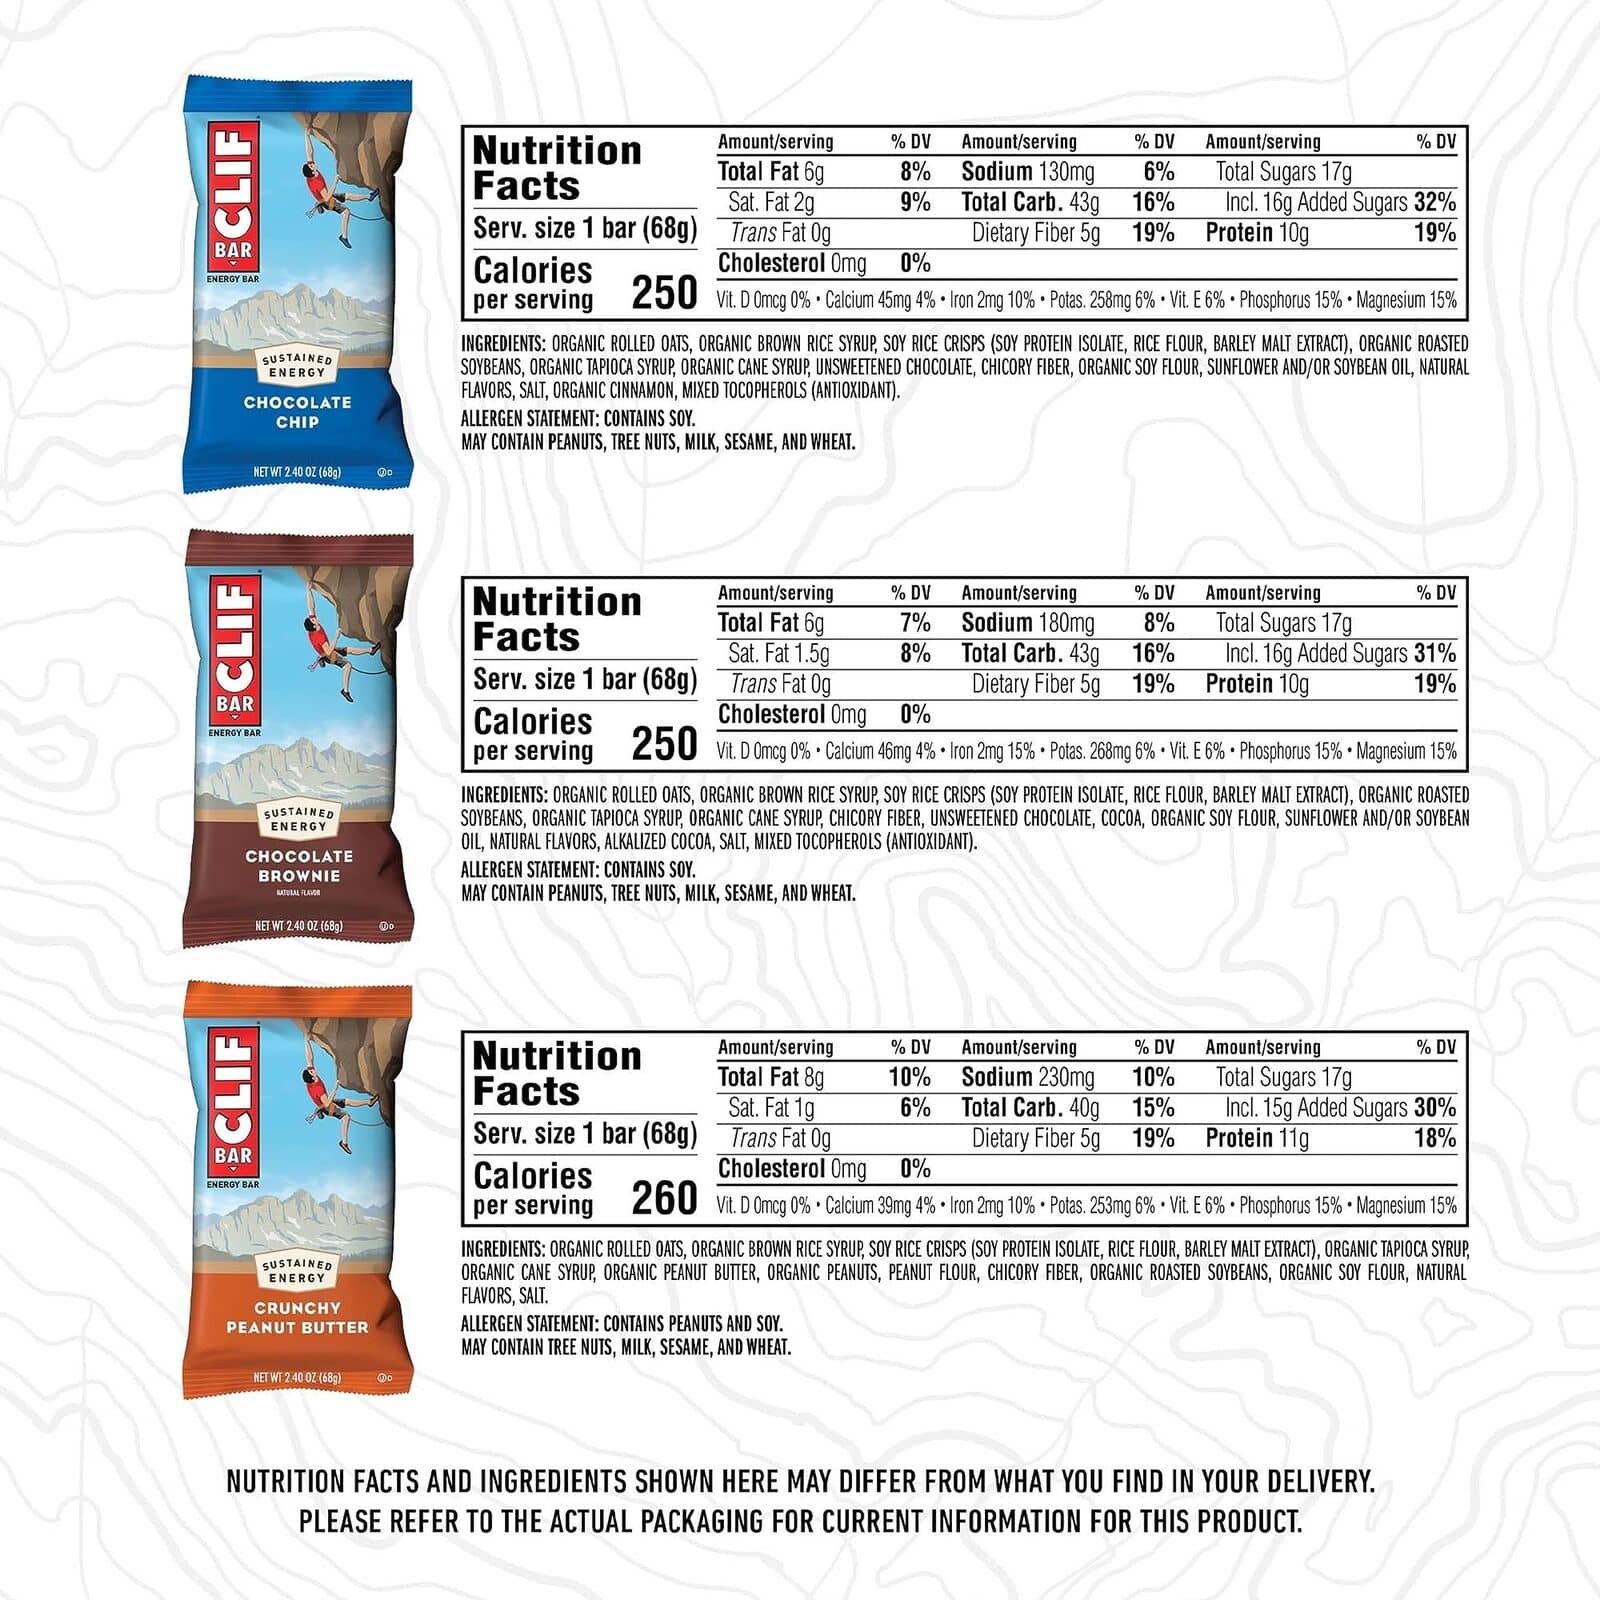 CLIF
BAR
ENERGY BAR
SUSTAINED
ENERGY
CHOCOLATE
CHIP
NET WT 2.40 OZ (68g)
Nutrition
Facts
Serv. size 1 bar (68g)
Calories
per serving 250
Amount/serving % DV Amount/serving % DV Amount/serving % DV
Total Fat 6g 8% Sodium 130mg 6% Total Sugars 17g
Sat. Fat 2g 9% Total Carb. 43g 16% Incl. 16g Added Sugars 32%
Trans Fat 0g Dietary Fiber 5g 19% Protein 10g 19%
Cholesterol 0mg 0%
Vit. D 0mcg 0% • Calcium 45mg 4% • Iron 2mg 10% • Potas. 258mg 6% • Vit. E 6% • Phosphorus 15% • Magnesium 15%
INGREDIENTS: ORGANIC ROLLED OATS, ORGANIC BROWN RICE SYRUP, SOY RICE CRISPS (SOY PROTEIN ISOLATE, RICE FLOUR, BARLEY MALT EXTRACT), ORGANIC ROASTED
SOYBEANS, ORGANIC TAPIOCA SYRUP, ORGANIC CANE SYRUP, UNSWEETENED CHOCOLATE, CHICORY FIBER, ORGANIC SOY FLOUR, SUNFLOWER AND/OR SOYBEAN OIL, NATURAL
FLAVORS, SALT, ORGANIC CINNAMON, MIXED TOCOPHEROLS (ANTIOXIDANT).
ALLERGEN STATEMENT: CONTAINS SOY.
MAY CONTAIN PEANUTS, TREE NUTS, MILK, SESAME, AND WHEAT.
CLIF
BAR
ENERGY BAR
SUSTAINED
ENERGY
CHOCOLATE
BROWNIE
NATURAL FLAVOR
NET WT 2.40 OZ (68g)
Nutrition
Facts
Serv. size 1 bar (68g)
Calories
per serving 250
Amount/serving % DV Amount/serving % DV Amount/serving % DV
Total Fat 6g 7% Sodium 180mg 8% Total Sugars 17g
Sat. Fat 1.5g 8% Total Carb. 43g 16% Incl. 16g Added Sugars 31%
Trans Fat 0g Dietary Fiber 5g 19% Protein 10g 19%
Cholesterol 0mg 0%
Vit. D 0mcg 0% • Calcium 46mg 4% • Iron 2mg 15% • Potas. 268mg 6% • Vit. E 6% • Phosphorus 15% • Magnesium 15%
INGREDIENTS: ORGANIC ROLLED OATS, ORGANIC BROWN RICE SYRUP, SOY RICE CRISPS (SOY PROTEIN ISOLATE, RICE FLOUR, BARLEY MALT EXTRACT), ORGANIC ROASTED
SOYBEANS, ORGANIC TAPIOCA SYRUP, ORGANIC CANE SYRUP, CHICORY FIBER, UNSWEETENED CHOCOLATE, COCOA, ORGANIC SOY FLOUR, SUNFLOWER AND/OR SOYBEAN
OIL, NATURAL FLAVORS, ALKALIZED COCOA, SALT, MIXED TOCOPHEROLS (ANTIOXIDANT).
ALLERGEN STATEMENT: CONTAINS SOY.
MAY CONTAIN PEANUTS, TREE NUTS, MILK, SESAME, AND WHEAT.
CLIF
BAR
ENERGY BAR
SUSTAINED
ENERGY
CRUNCHY
PEANUT BUTTER
NET WT 2.40 OZ (68g)
Nutrition
Facts
Serv. size 1 bar (68g)
Calories
per serving 260
Amount/serving % DV Amount/serving % DV Amount/serving % DV
Total Fat 8g 10% Sodium 230mg 10% Total Sugars 17g
Sat. Fat 1g 6% Total Carb. 40g 15% Incl. 15g Added Sugars 30%
Trans Fat 0g Dietary Fiber 5g 19% Protein 11g 18%
Cholesterol 0mg 0%
Vit. D 0mcg 0% • Calcium 39mg 4% • Iron 2mg 10% • Potas. 253mg 6% • Vit. E 6% • Phosphorus 15% • Magnesium 15%
INGREDIENTS: ORGANIC ROLLED OATS, ORGANIC BROWN RICE SYRUP, SOY RICE CRISPS (SOY PROTEIN ISOLATE, RICE FLOUR, BARLEY MALT EXTRACT), ORGANIC TAPIOCA SYRUP,
ORGANIC CANE SYRUP, ORGANIC PEANUT BUTTER, ORGANIC PEANUTS, PEANUT FLOUR, CHICORY FIBER, ORGANIC ROASTED SOYBEANS, ORGANIC SOY FLOUR, NATURAL
FLAVORS, SALT.
ALLERGEN STATEMENT: CONTAINS PEANUTS AND SOY.
MAY CONTAIN TREE NUTS, MILK, SESAME, AND WHEAT.
NUTRITION FACTS AND INGREDIENTS SHOWN HERE MAY DIFFER FROM WHAT YOU FIND IN YOUR DELIVERY.
PLEASE REFER TO THE ACTUAL PACKAGING FOR CURRENT INFORMATION FOR THIS PRODUCT.